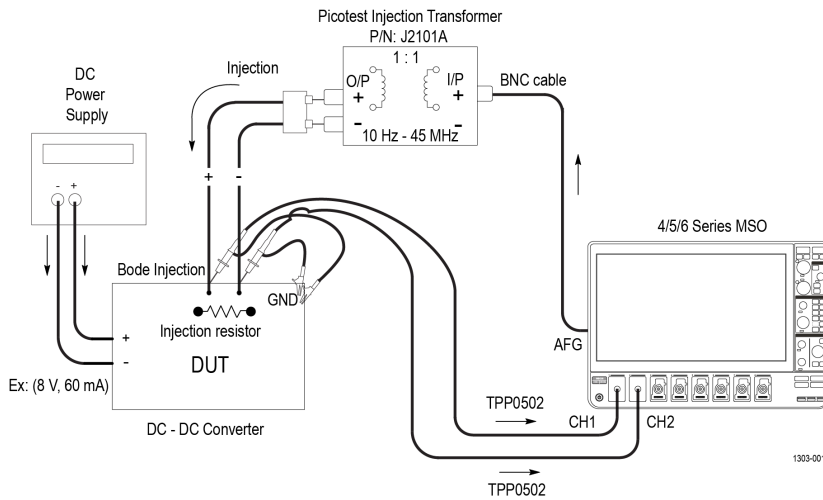 Picotest Injection Transformer
P/N: J2101A
1 : 1
O/P
I/P
+
+
-
-
10 Hz - 45 MHz
Injection
BNC cable
DC
Power
Supply
- +
+ -
4/5/6 Series MSO
Bode Injection
GND
Injection resistor
DUT
+
-
Ex: (8 V, 60 mA)
DC - DC Converter
AFG
TPP0502
CH1
CH2
TPP0502
1303-001